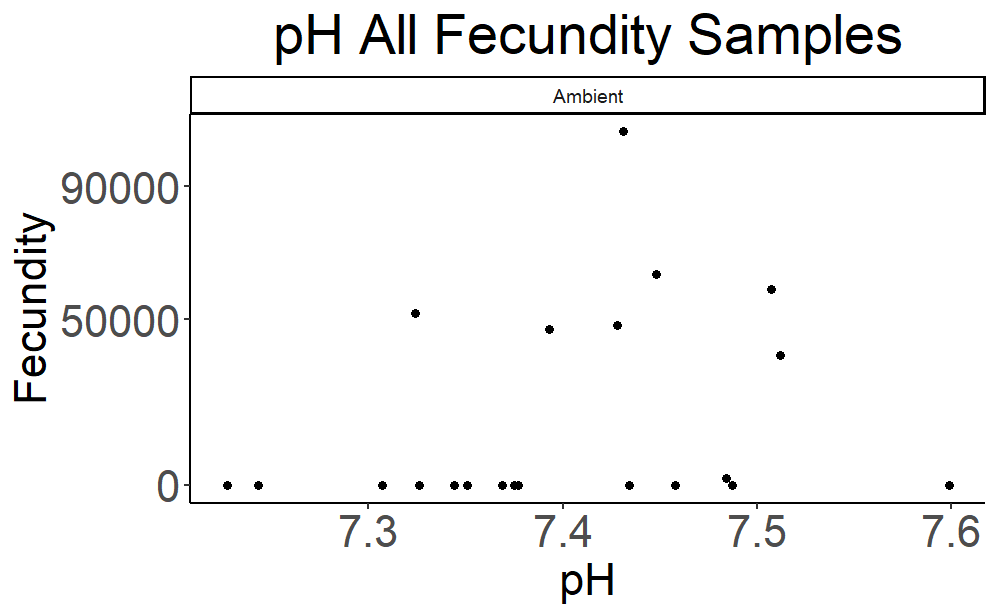 pH All Fecundity Samples
Ambient
Fecundity
90000
50000
0
7.3 7.4 7.5 7.6
pH